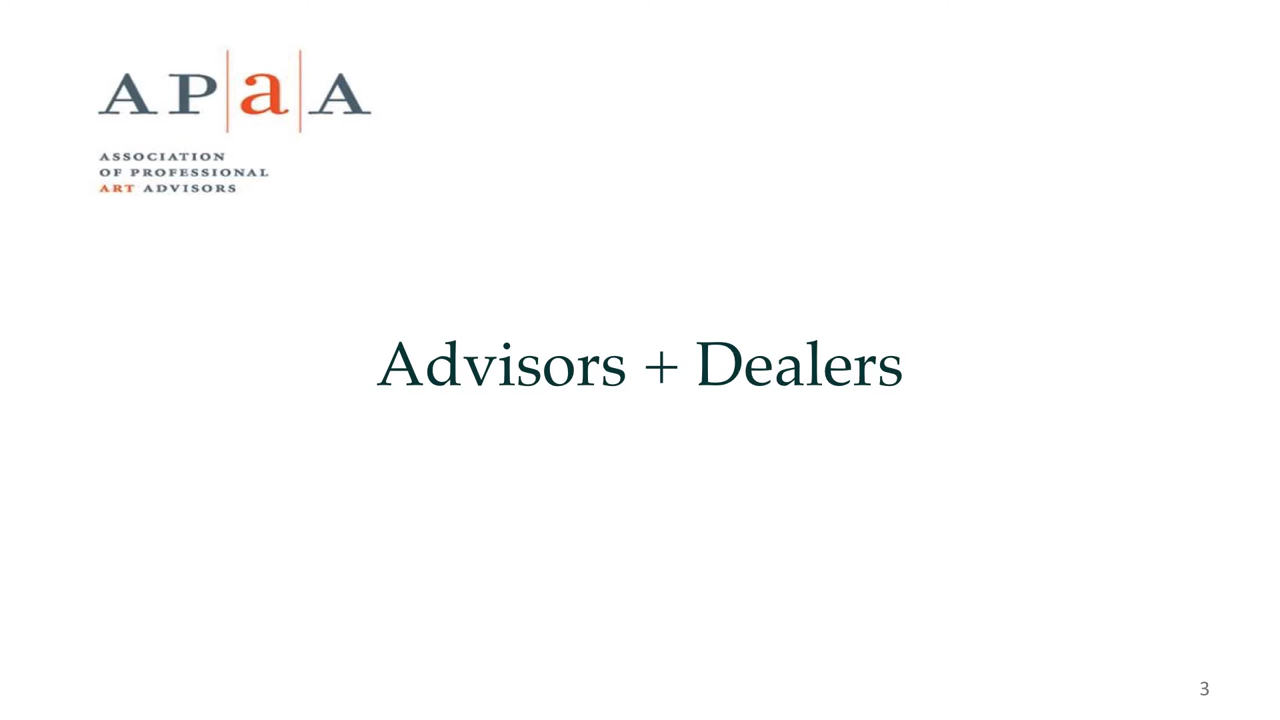 APaA
ASSOCIATION
OF PROFESSIONAL
ART ADVISORS
Advisors + Dealers
3